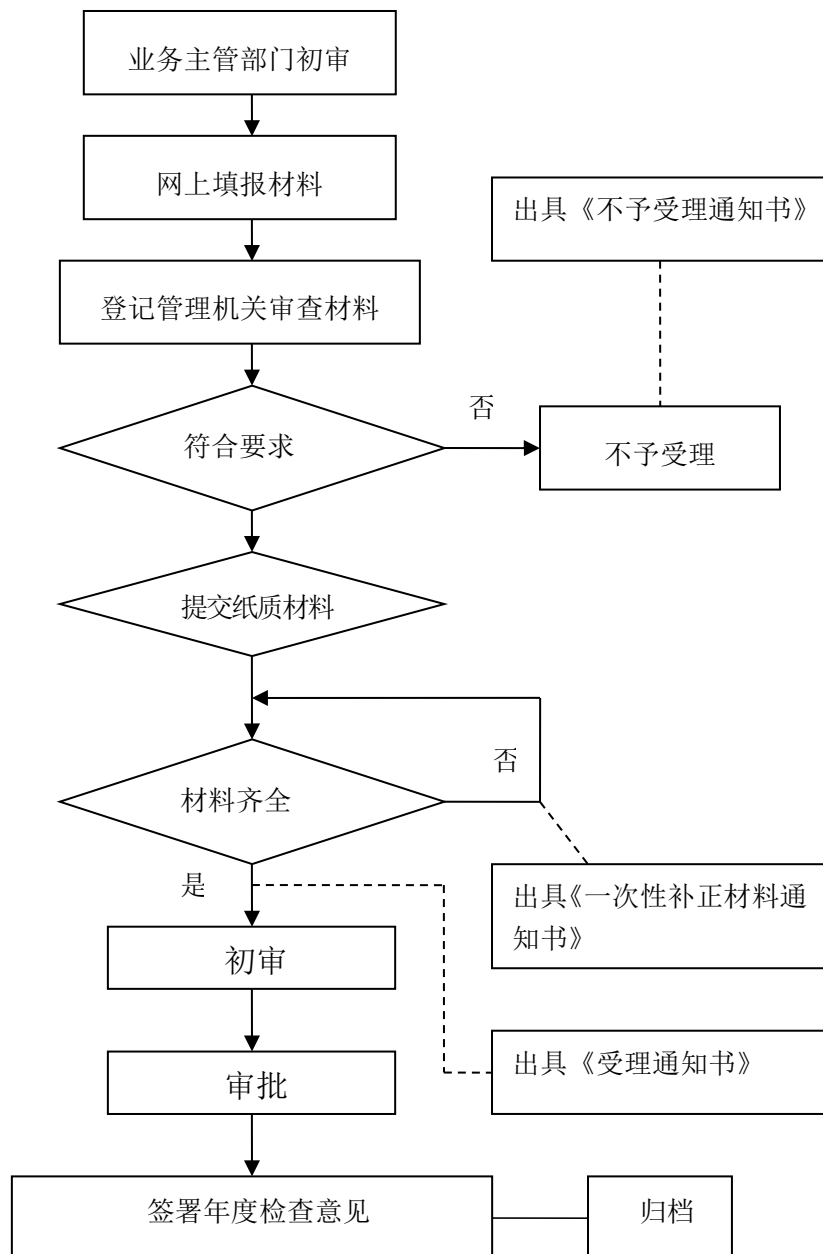 业务主管部门初审
网上填报材料
出具《不予受理通知书》
登记管理机关审查材料
否
符合要求
不予受理
提交纸质材料
否
材料齐全
是
出具《一次性补正材料通
知书》
初审
出具《受理通知书》
审批
签署年度检查意见
归档